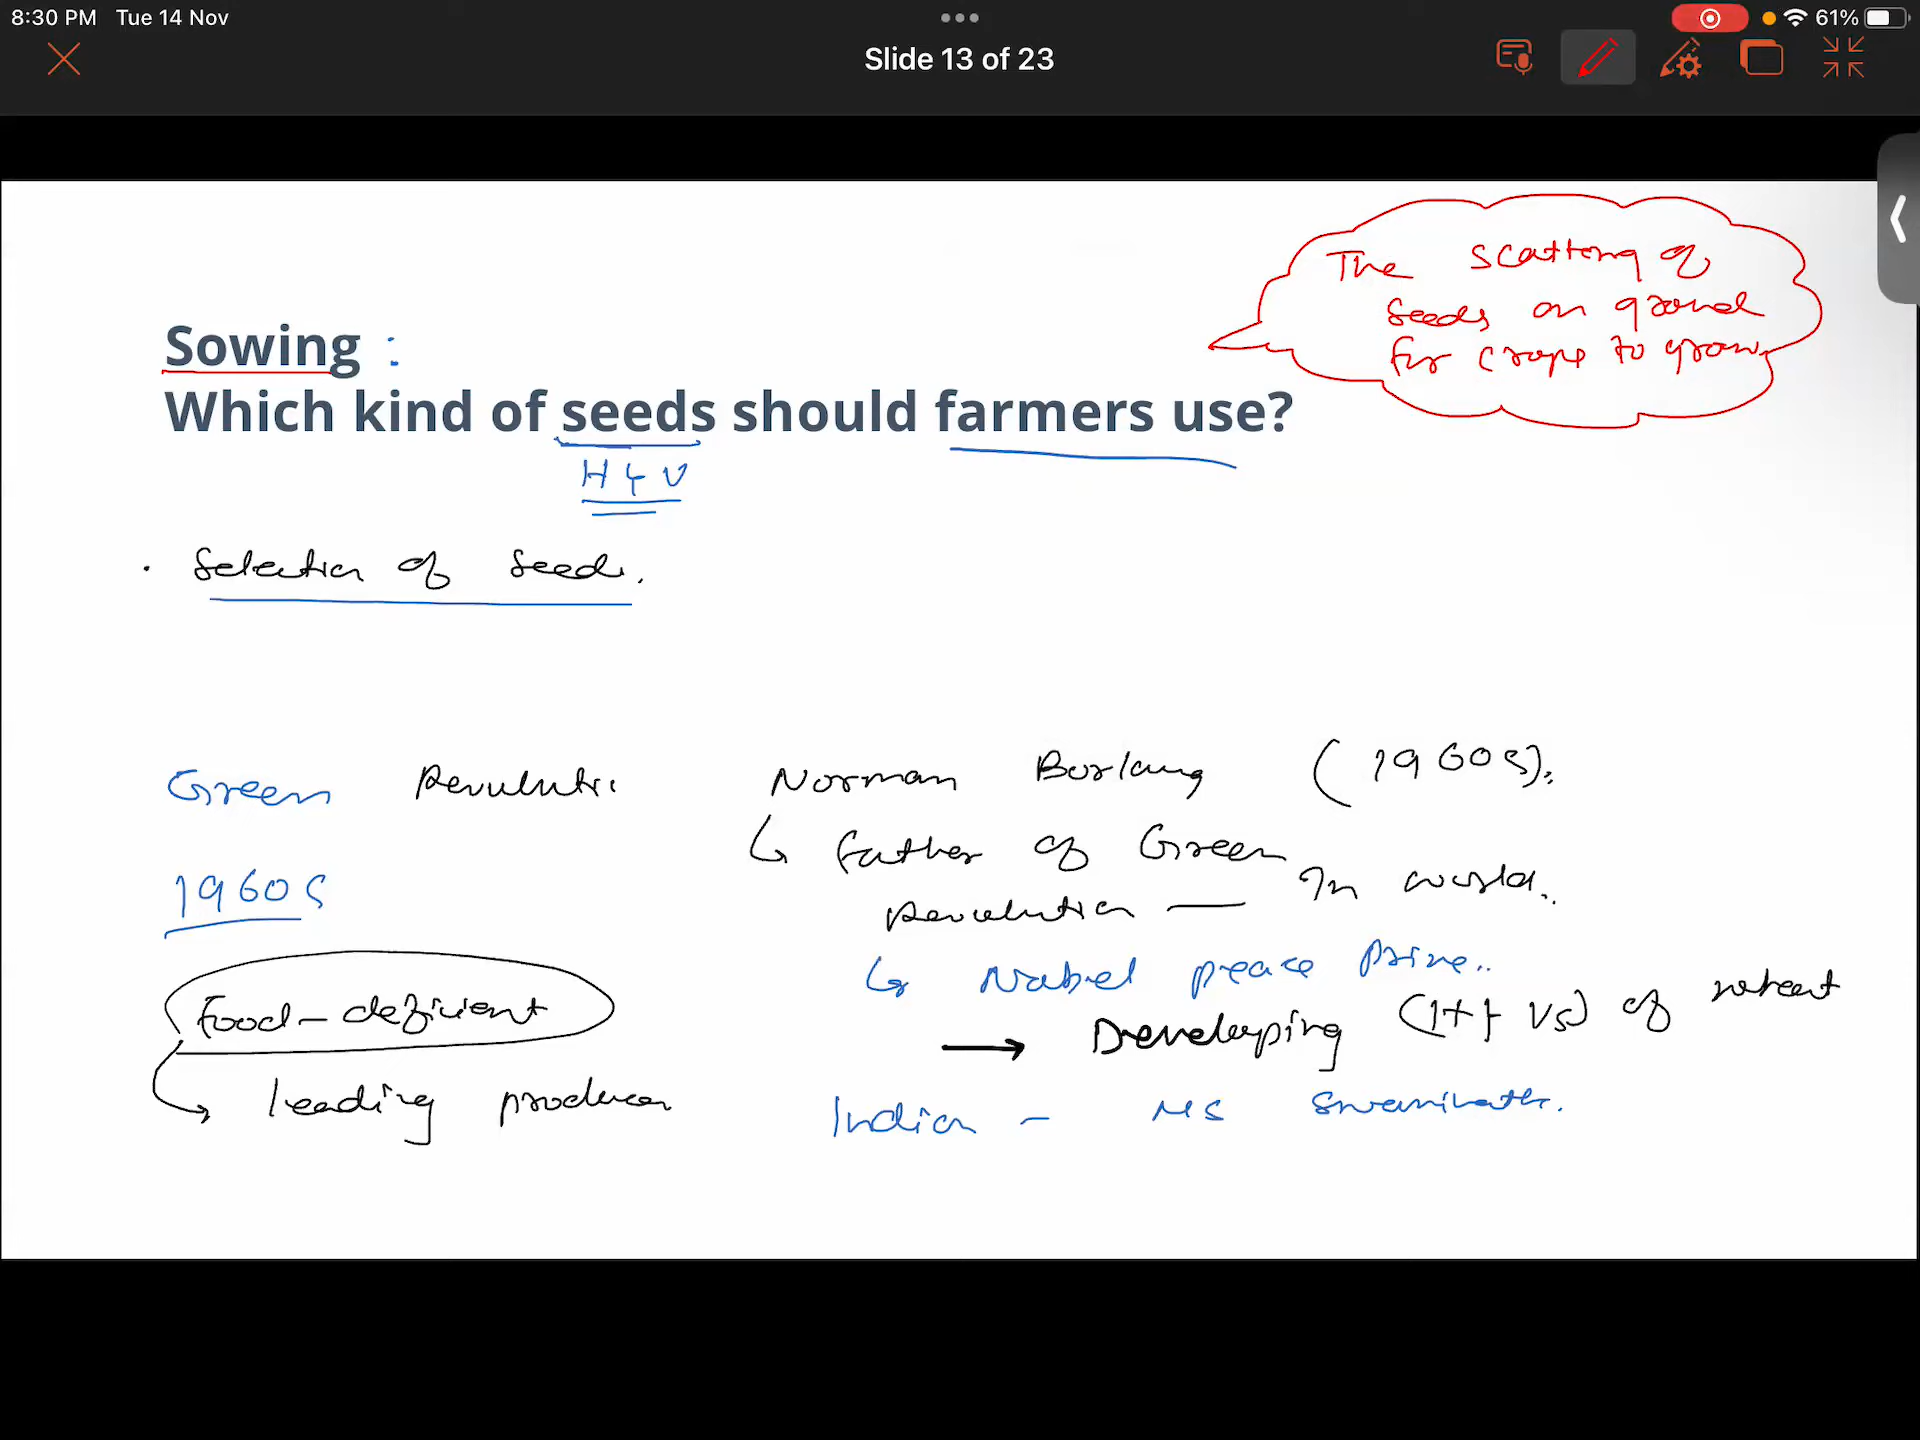 8:30 PM Tue 14 Nov
61%
Slide 13 of 23
The scattering of
seeds on ground
for crops to grow
Sowing :
Which kind of seeds should farmers use?
HYV
. Selection of Seeds.
Green Revolution
Norman Borlaug (1960s).
↳ Father of Green
Revolution — In world..
1960s
↳ Nobel peace Prize..
Food-deficient
→ Developing (HYVs) of wheat
↳ leading producer
Indian - MS Swaminath.